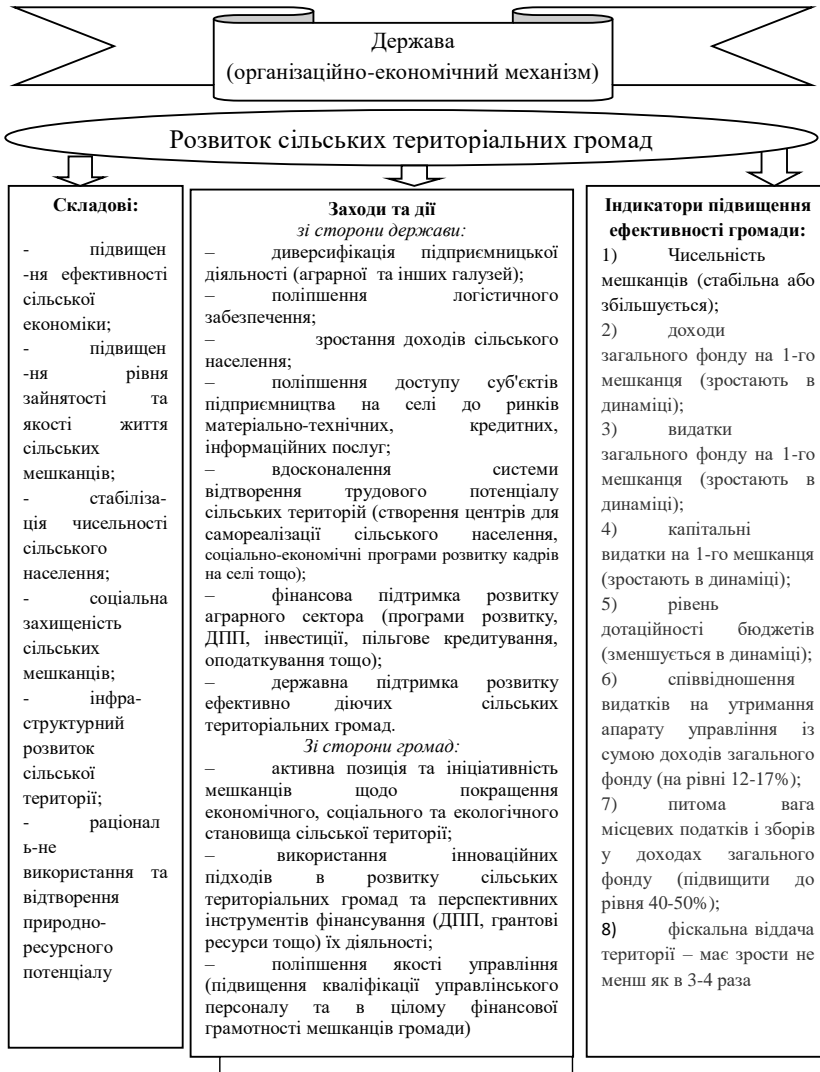 Держава
(організаційно-економічний механізм)
Розвиток сільських територіальних громад
Складові:
- підвищен
-ня ефективності
сільської
економіки;
- підвищен
-ня рівня
зайнятості та
якості життя
сільських
мешканців;
- стабіліза-
ція чисельності
сільського
населення;
- соціальна
захищеність
сільських
мешканців;
- інфра-
структурний
розвиток
сільської
території;
- раціонал
ь-не
використання та
відтворення
природно-
ресурсного
потенціалу
Заходи та дії
зі сторони держави:
– диверсифікація підприємницької
діяльності (аграрної та інших галузей);
– поліпшення логістичного
забезпечення;
– зростання доходів сільського
населення;
– поліпшення доступу суб'єктів
підприємництва на селі до ринків
матеріально-технічних, кредитних,
інформаційних послуг;
– вдосконалення системи
відтворення трудового потенціалу
сільських територій (створення центрів для
самореалізації сільського населення,
соціально-економічні програми розвитку кадрів
на селі тощо);
– фінансова підтримка розвитку
аграрного сектора (програми розвитку,
ДПП, інвестиції, пільгове кредитування,
оподаткування тощо);
– державна підтримка розвитку
ефективно діючих сільських
територіальних громад.
Зі сторони громад:
– активна позиція та ініціативність
мешканців щодо покращення
економічного, соціального та екологічного
становища сільської території;
– використання інноваційних
підходів в розвитку сільських
територіальних громад та перспективних
інструментів фінансування (ДПП, грантові
ресурси тощо) їх діяльності;
– поліпшення якості управління
(підвищення кваліфікації управлінського
персоналу та в цілому фінансової
грамотності мешканців громади)
Індикатори підвищення
ефективності громади:
1) Чисельність
мешканців (стабільна або
збільшується);
2) доходи
загального фонду на 1-го
мешканця (зростають в
динаміці);
3) видатки
загального фонду на 1-го
мешканця (зростають в
динаміці);
4) капітальні
видатки на 1-го мешканця
(зростають в динаміці);
5) рівень
дотаційності бюджетів
(зменшується в динаміці);
6) співвідношення
видатків на утримання
апарату управління із
сумою доходів загального
фонду (на рівні 12-17%);
7) питома вага
місцевих податків і зборів
у доходах загального
фонду (підвищити до
рівня 40-50%);
8) фіскальна віддача
території – має зрости не
менш як в 3-4 раза